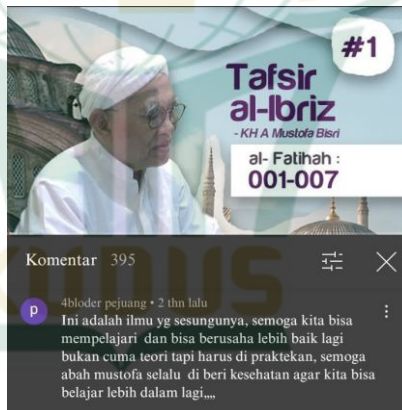 #1
Tafsir
al-Ibriz
- KH A Mustofa Bisri
al- Fatihah :
001-007
Komentar 395
P
4bloder pejuang • 2 thn lalu
Ini adalah ilmu yg sesungunya, semoga kita bisa
mempelajari dan bisa berusaha lebih baik lagi
bukan cuma teori tapi harus di praktekan, semoga
abah mustofa selalu di beri kesehatan agar kita bisa
belajar lebih dalam lagi,,,,